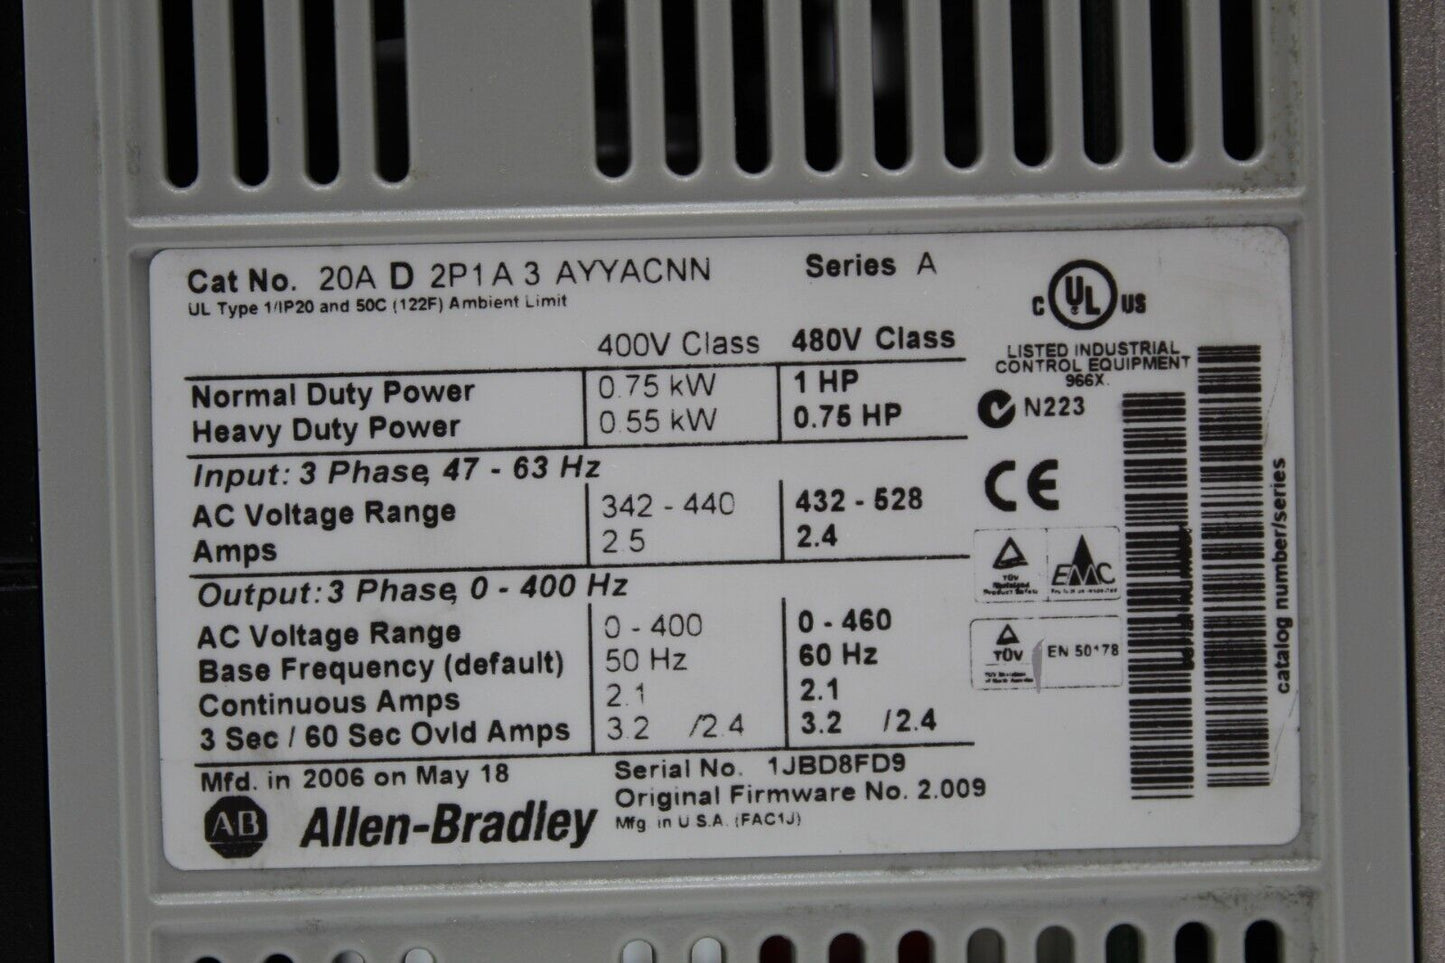 Cat No. 20A D 2P1 A 3 AYYACNN Series A
UL Type 1/IP20 and 50C (122F) Ambient Limit
400V Class 480V Class
Normal Duty Power 0.75 kW 1 HP
Heavy Duty Power 0.55 kW 0.75 HP
Input: 3 Phase, 47 - 63 Hz
AC Voltage Range 342 - 440 432 - 528
Amps 2.5 2.4
Output: 3 Phase, 0 - 400 Hz
AC Voltage Range 0 - 400 0 - 460
Base Frequency (default) 50 Hz 60 Hz
Continuous Amps 2.1 2.1
3 Sec / 60 Sec Ovld Amps 3.2 /2.4 3.2 /2.4
Mfd. in 2006 on May 18
Serial No. 1JBD8FD9
Original Firmware No. 2.009
Mfg. in U.S.A. (FAC1J)
AB Allen-Bradley
C UL US
LISTED INDUSTRIAL
CONTROL EQUIPMENT
966X
N223
CE
TÜV
EMC
TÜV
EN 50178
catalog number/series